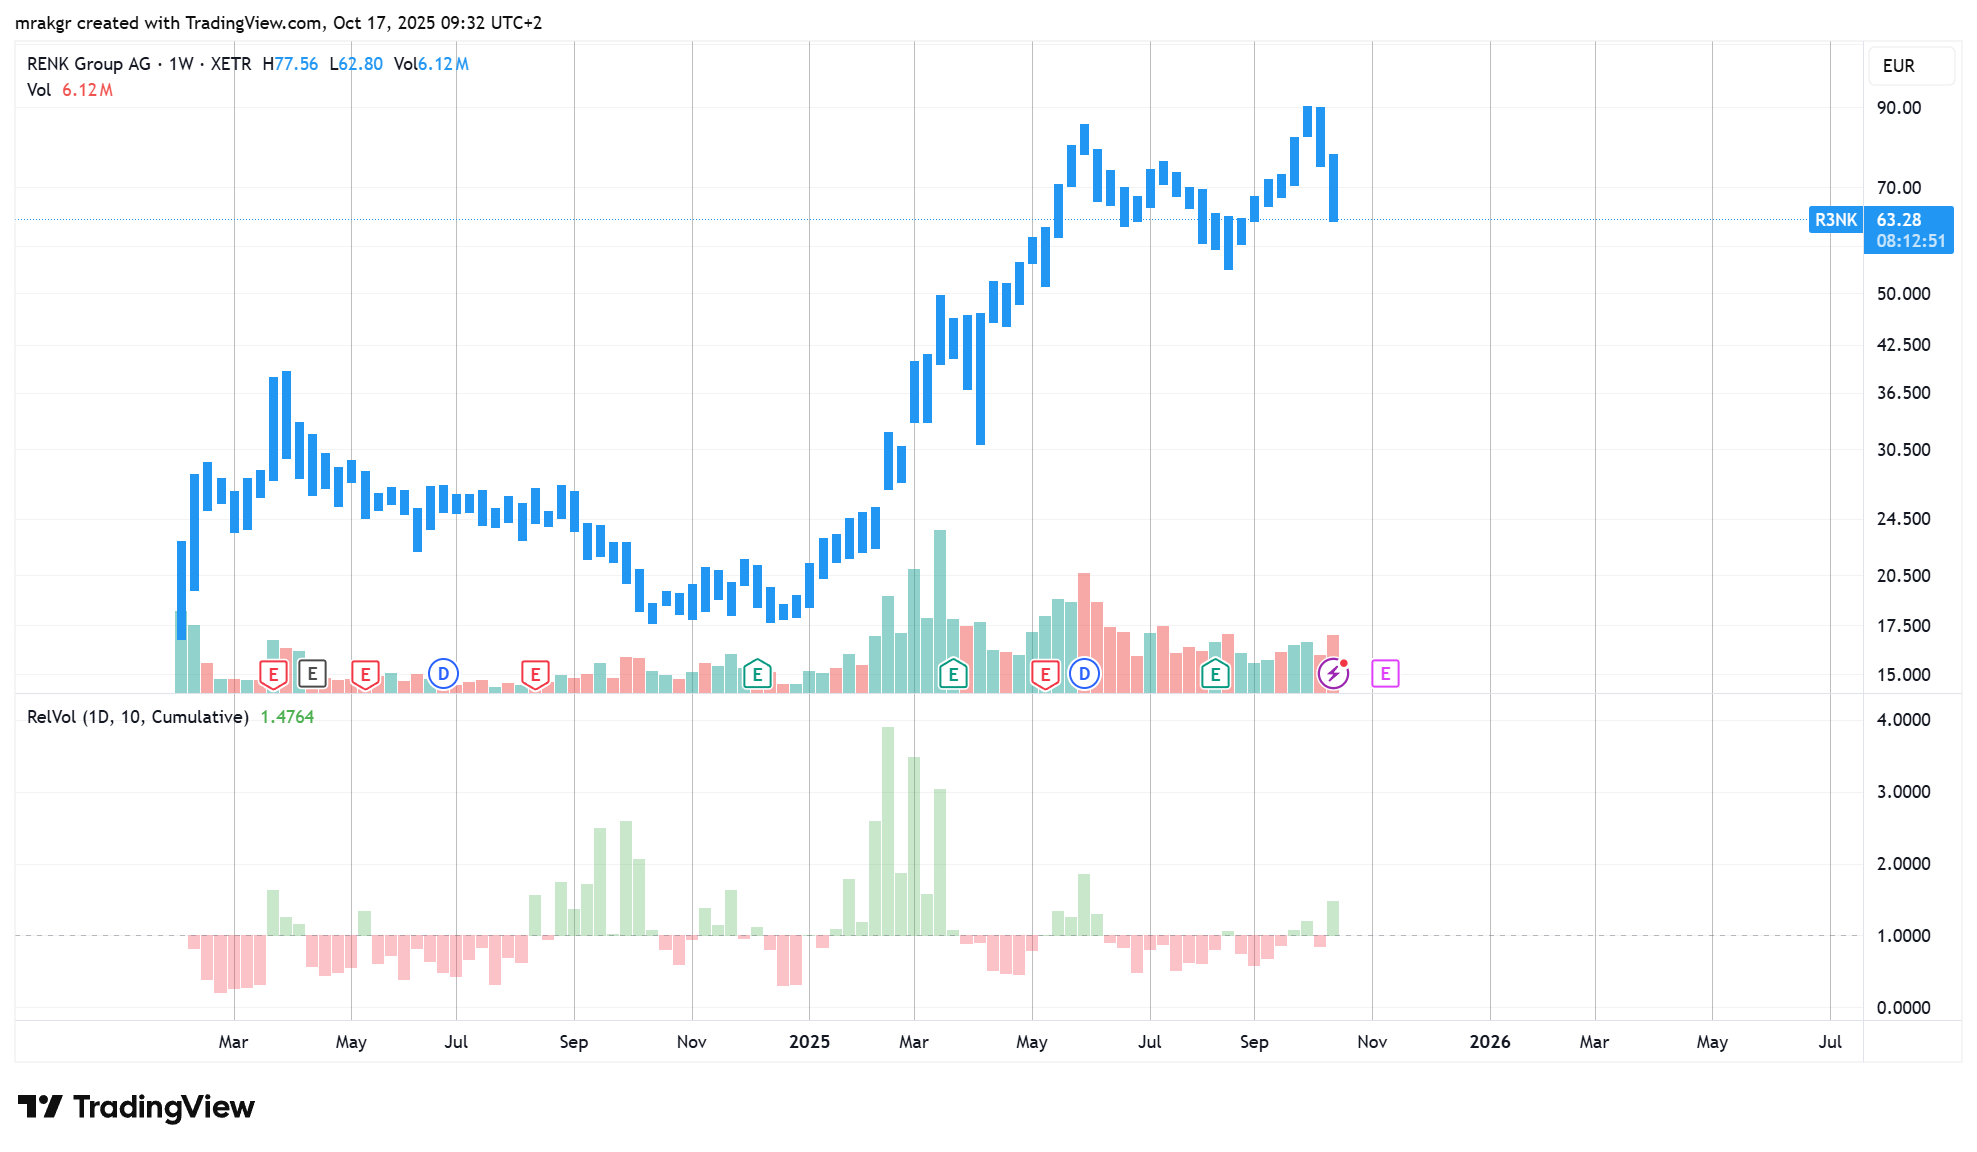 mrakgr created with TradingView.com, Oct 17, 2025 09:32 UTC+2
RENK Group AG · 1W · XETR H77.56 L62.80 Vol6.12M
Vol 6.12M
EUR
90.00
70.00
R3NK 63.28
08:12:51
50.000
42.500
36.500
30.500
24.500
20.500
17.500
15.000
E E E D E E E E D E E
RelVol (1D, 10, Cumulative) 1.4764
4.0000
3.0000
2.0000
1.0000
0.0000
Mar May Jul Sep Nov 2025 Mar May Jul Sep Nov 2026 Mar May Jul
TradingView